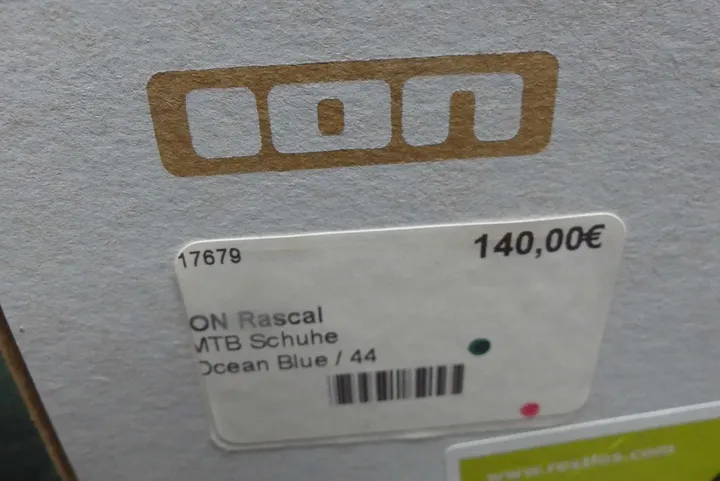 ion
17679
140,00€
ON Rascal
MTB Schuhe
Ocean Blue / 44